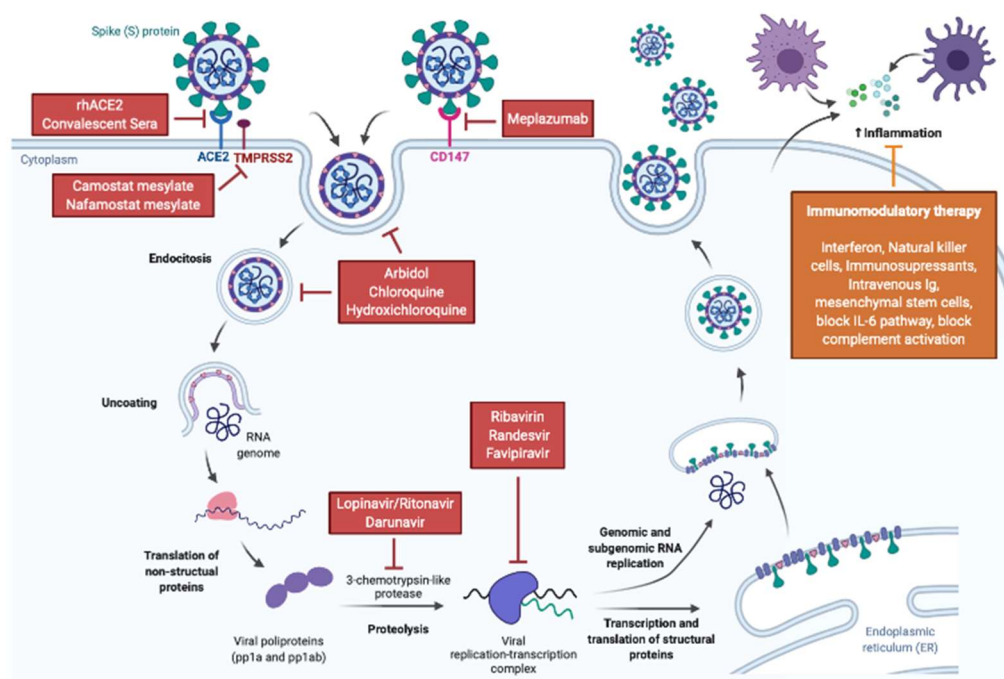 Spike (S) protein
rhACE2
Convalescent Sera
Meplazumab
↑ Inflammation
Cytoplasm
ACE2
TMPRSS2
CD147
Camostat mesylate
Nafamostat mesylate
Immunomodulatory therapy
Interferon, Natural killer
cells, Immunosupressants,
Intravenous Ig,
mesenchymal stem cells,
block IL-6 pathway, block
complement activation
Endocitosis
Arbidol
Chloroquine
Hydroxichloroquine
Uncoating
RNA
genome
Ribavirin
Randesvir
Favipiravir
Lopinavir/Ritonavir
Darunavir
Genomic and
subgenomic RNA
replication
Translation of
non-structual
proteins
3-chemotrypsin-like
protease
Proteolysis
Viral poliproteins
(pp1a and pp1ab)
Viral
replication-transcription
complex
Transcription and
translation of structural
proteins
Endoplasmic
reticulum (ER)